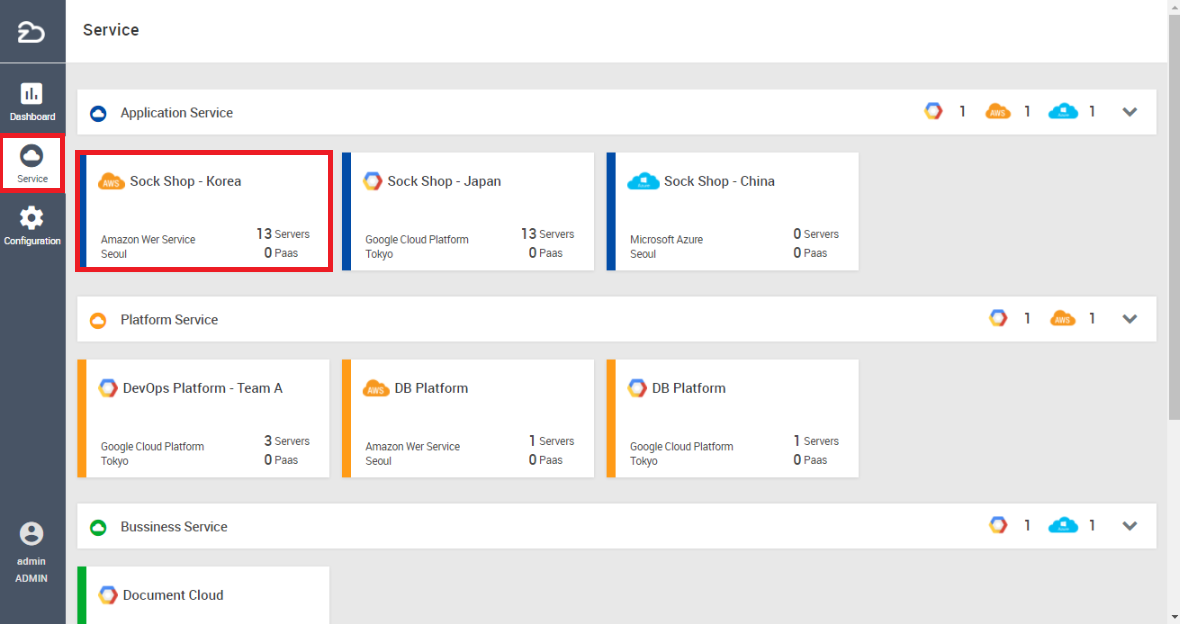 Service
Dashboard
Service
Configuration
admin
ADMIN
Application Service
1
AWS 1
Azure 1
AWS Sock Shop - Korea
Amazon Wer Service
Seoul
13 Servers
0 Paas
Sock Shop - Japan
Google Cloud Platform
Tokyo
13 Servers
0 Paas
Azure Sock Shop - China
Microsoft Azure
Seoul
0 Servers
0 Paas
Platform Service
1
AWS 1
DevOps Platform - Team A
Google Cloud Platform
Tokyo
3 Servers
0 Paas
AWS DB Platform
Amazon Wer Service
Seoul
1 Servers
0 Paas
DB Platform
Google Cloud Platform
Tokyo
1 Servers
0 Paas
Bussiness Service
1
Azure 1
Document Cloud